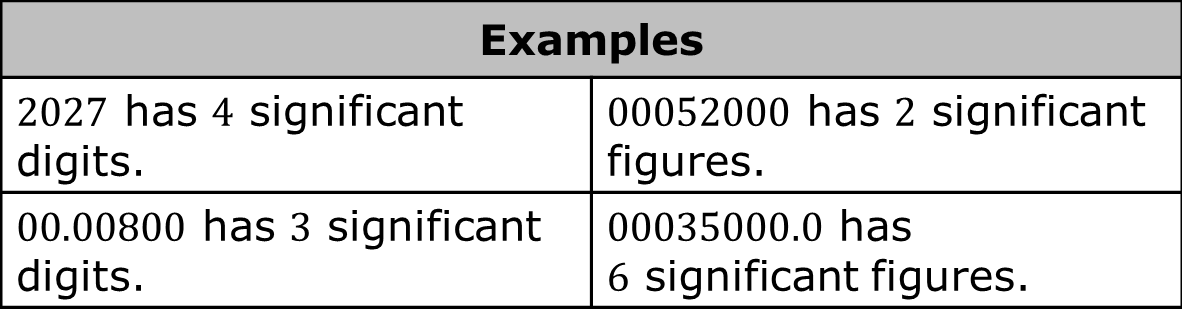 Examples
2027 has 4 significant
digits.
00052000 has 2 significant
figures.
00.00800 has 3 significant
digits.
00035000.0 has
6 significant figures.